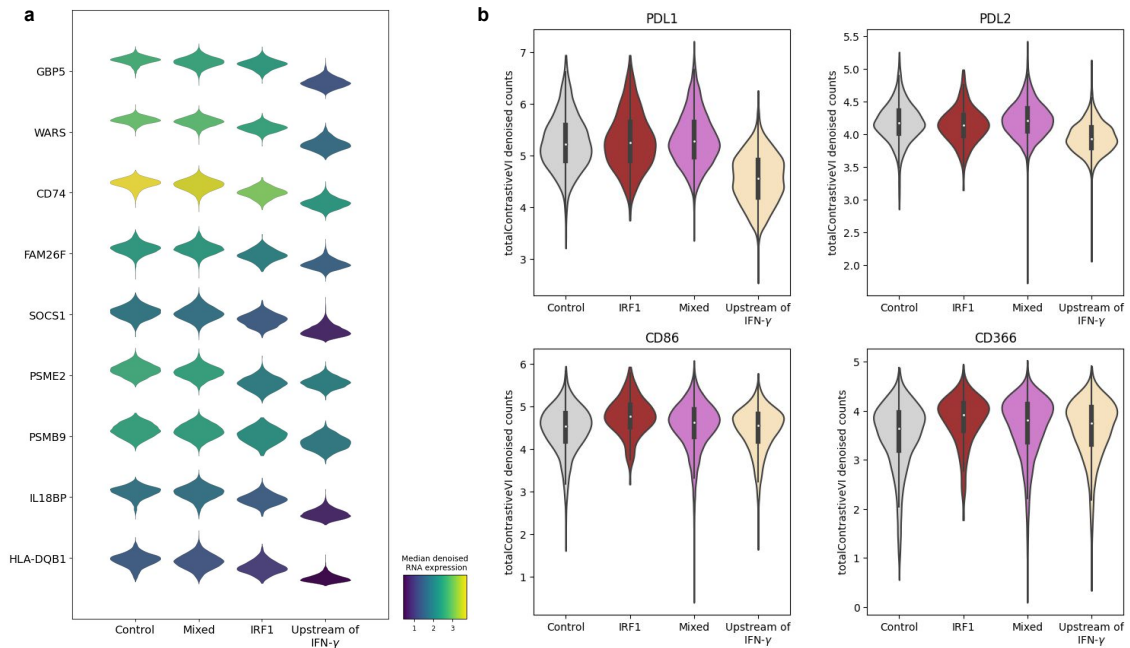 a
GBP5
WARS
CD74
FAM26F
SOCS1
PSME2
PSMB9
IL18BP
HLA-DQB1
Control Mixed IRF1 Upstream of
IFN-γ
Median denoised
RNA expression
1 2 3
b
PDL1
totalContrastiveVI denoised counts
7
6
5
4
3
Control IRF1 Mixed Upstream of
IFN-γ
PDL2
totalContrastiveVI denoised counts
5.5
5.0
4.5
4.0
3.5
3.0
2.5
2.0
Control IRF1 Mixed Upstream of
IFN-γ
CD86
totalContrastiveVI denoised counts
6
5
4
3
2
1
Control IRF1 Mixed Upstream of
IFN-γ
CD366
totalContrastiveVI denoised counts
4
3
2
1
0
Control IRF1 Mixed Upstream of
IFN-γ